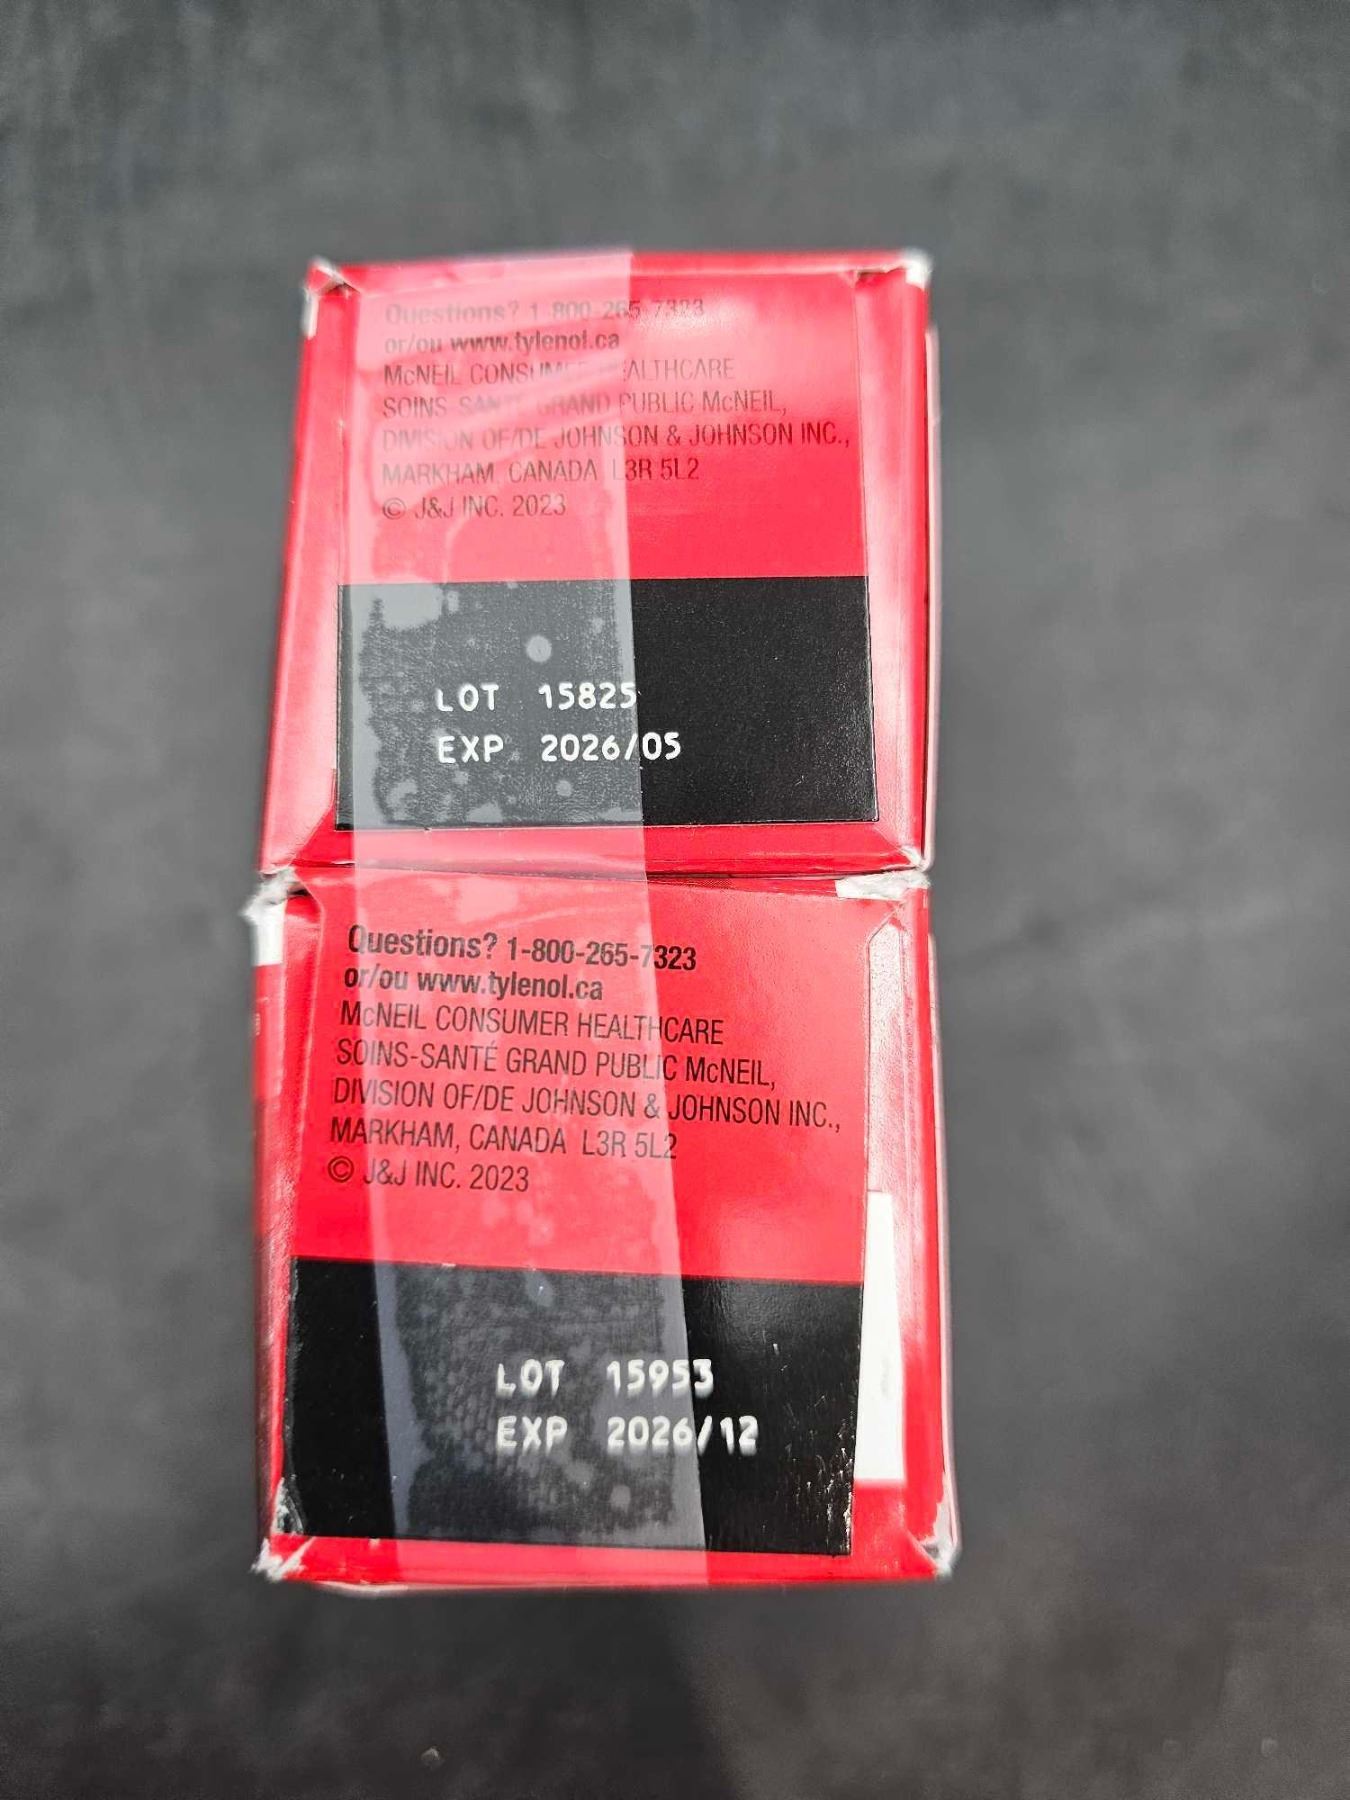 Questions? 1-800-265-7323
or/ou www.tylenol.ca
McNEIL CONSUMER HEALTHCARE
SOINS-SANTÉ GRAND PUBLIC McNEIL,
DIVISION OF/DE JOHNSON & JOHNSON INC.,
MARKHAM, CANADA L3R 5L2
© J&J INC. 2023
LOT 15825
EXP 2026/05
Questions? 1-800-265-7323
or/ou www.tylenol.ca
McNEIL CONSUMER HEALTHCARE
SOINS-SANTÉ GRAND PUBLIC McNEIL,
DIVISION OF/DE JOHNSON & JOHNSON INC.,
MARKHAM, CANADA L3R 5L2
© J&J INC. 2023
LOT 15953
EXP 2026/12